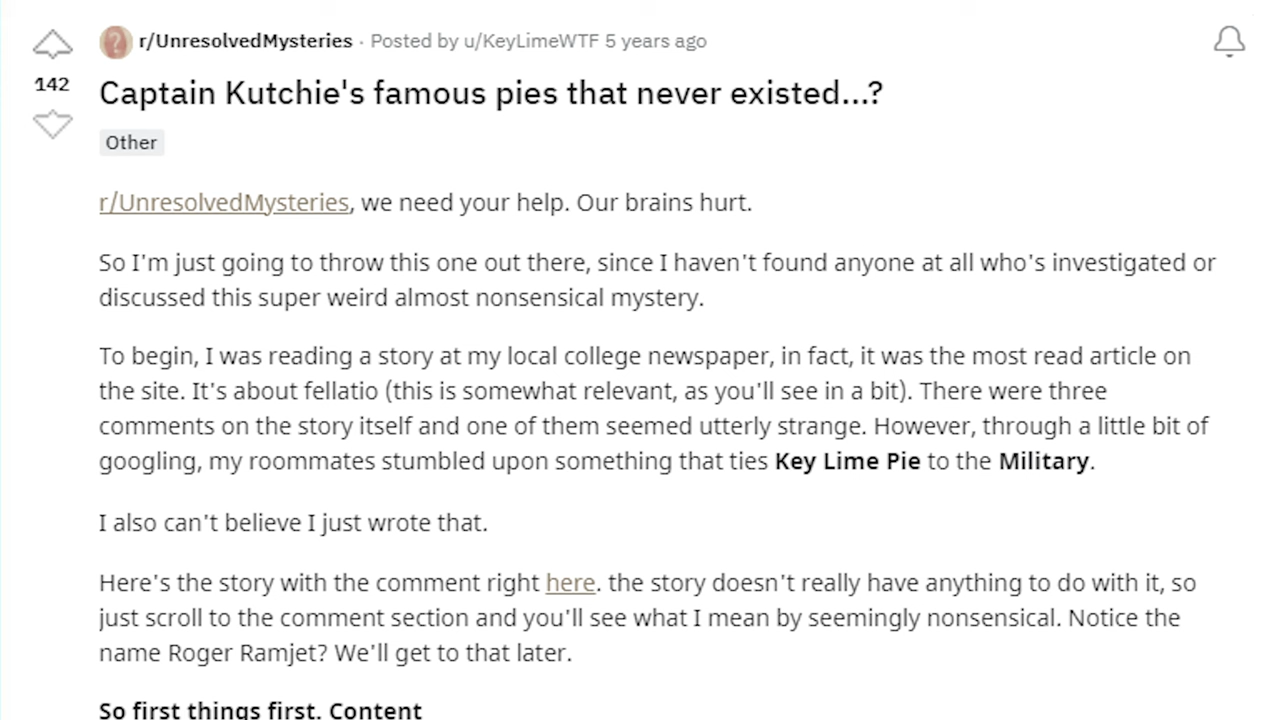 r/UnresolvedMysteries · Posted by u/KeyLimeWTF 5 years ago
142
Captain Kutchie's famous pies that never existed...?
Other
r/UnresolvedMysteries, we need your help. Our brains hurt.
So I'm just going to throw this one out there, since I haven't found anyone at all who's investigated or
discussed this super weird almost nonsensical mystery.
To begin, I was reading a story at my local college newspaper, in fact, it was the most read article on
the site. It's about fellatio (this is somewhat relevant, as you'll see in a bit). There were three
comments on the story itself and one of them seemed utterly strange. However, through a little bit of
googling, my roommates stumbled upon something that ties Key Lime Pie to the Military.
I also can't believe I just wrote that.
Here's the story with the comment right here. the story doesn't really have anything to do with it, so
just scroll to the comment section and you'll see what I mean by seemingly nonsensical. Notice the
name Roger Ramjet? We'll get to that later.
So first things first. Content